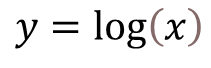 y = log(x)